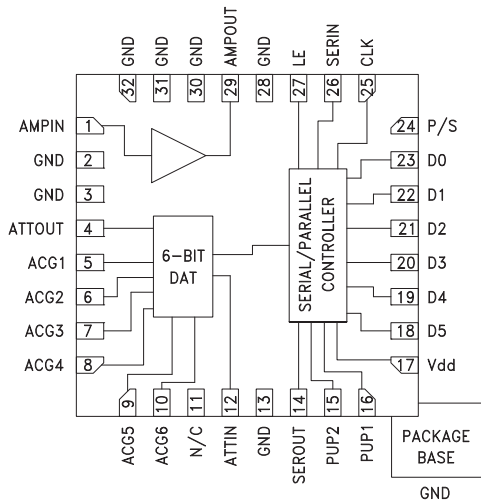 GND
GND
GND
AMPOUT
GND
LE
SERIN
CLK
32
31
30
29
28
27
26
25
AMPIN 1
GND 2
GND 3
ATTOUT 4
ACG1 5
ACG2 6
ACG3 7
ACG4 8
6-BIT
DAT
SERIAL/PARALLEL
CONTROLLER
24 P/S
23 D0
22 D1
21 D2
20 D3
19 D4
18 D5
17 Vdd
9
10
11
12
13
14
15
16
ACG5
ACG6
N/C
ATTIN
GND
SEROUT
PUP2
PUP1
PACKAGE
BASE
GND